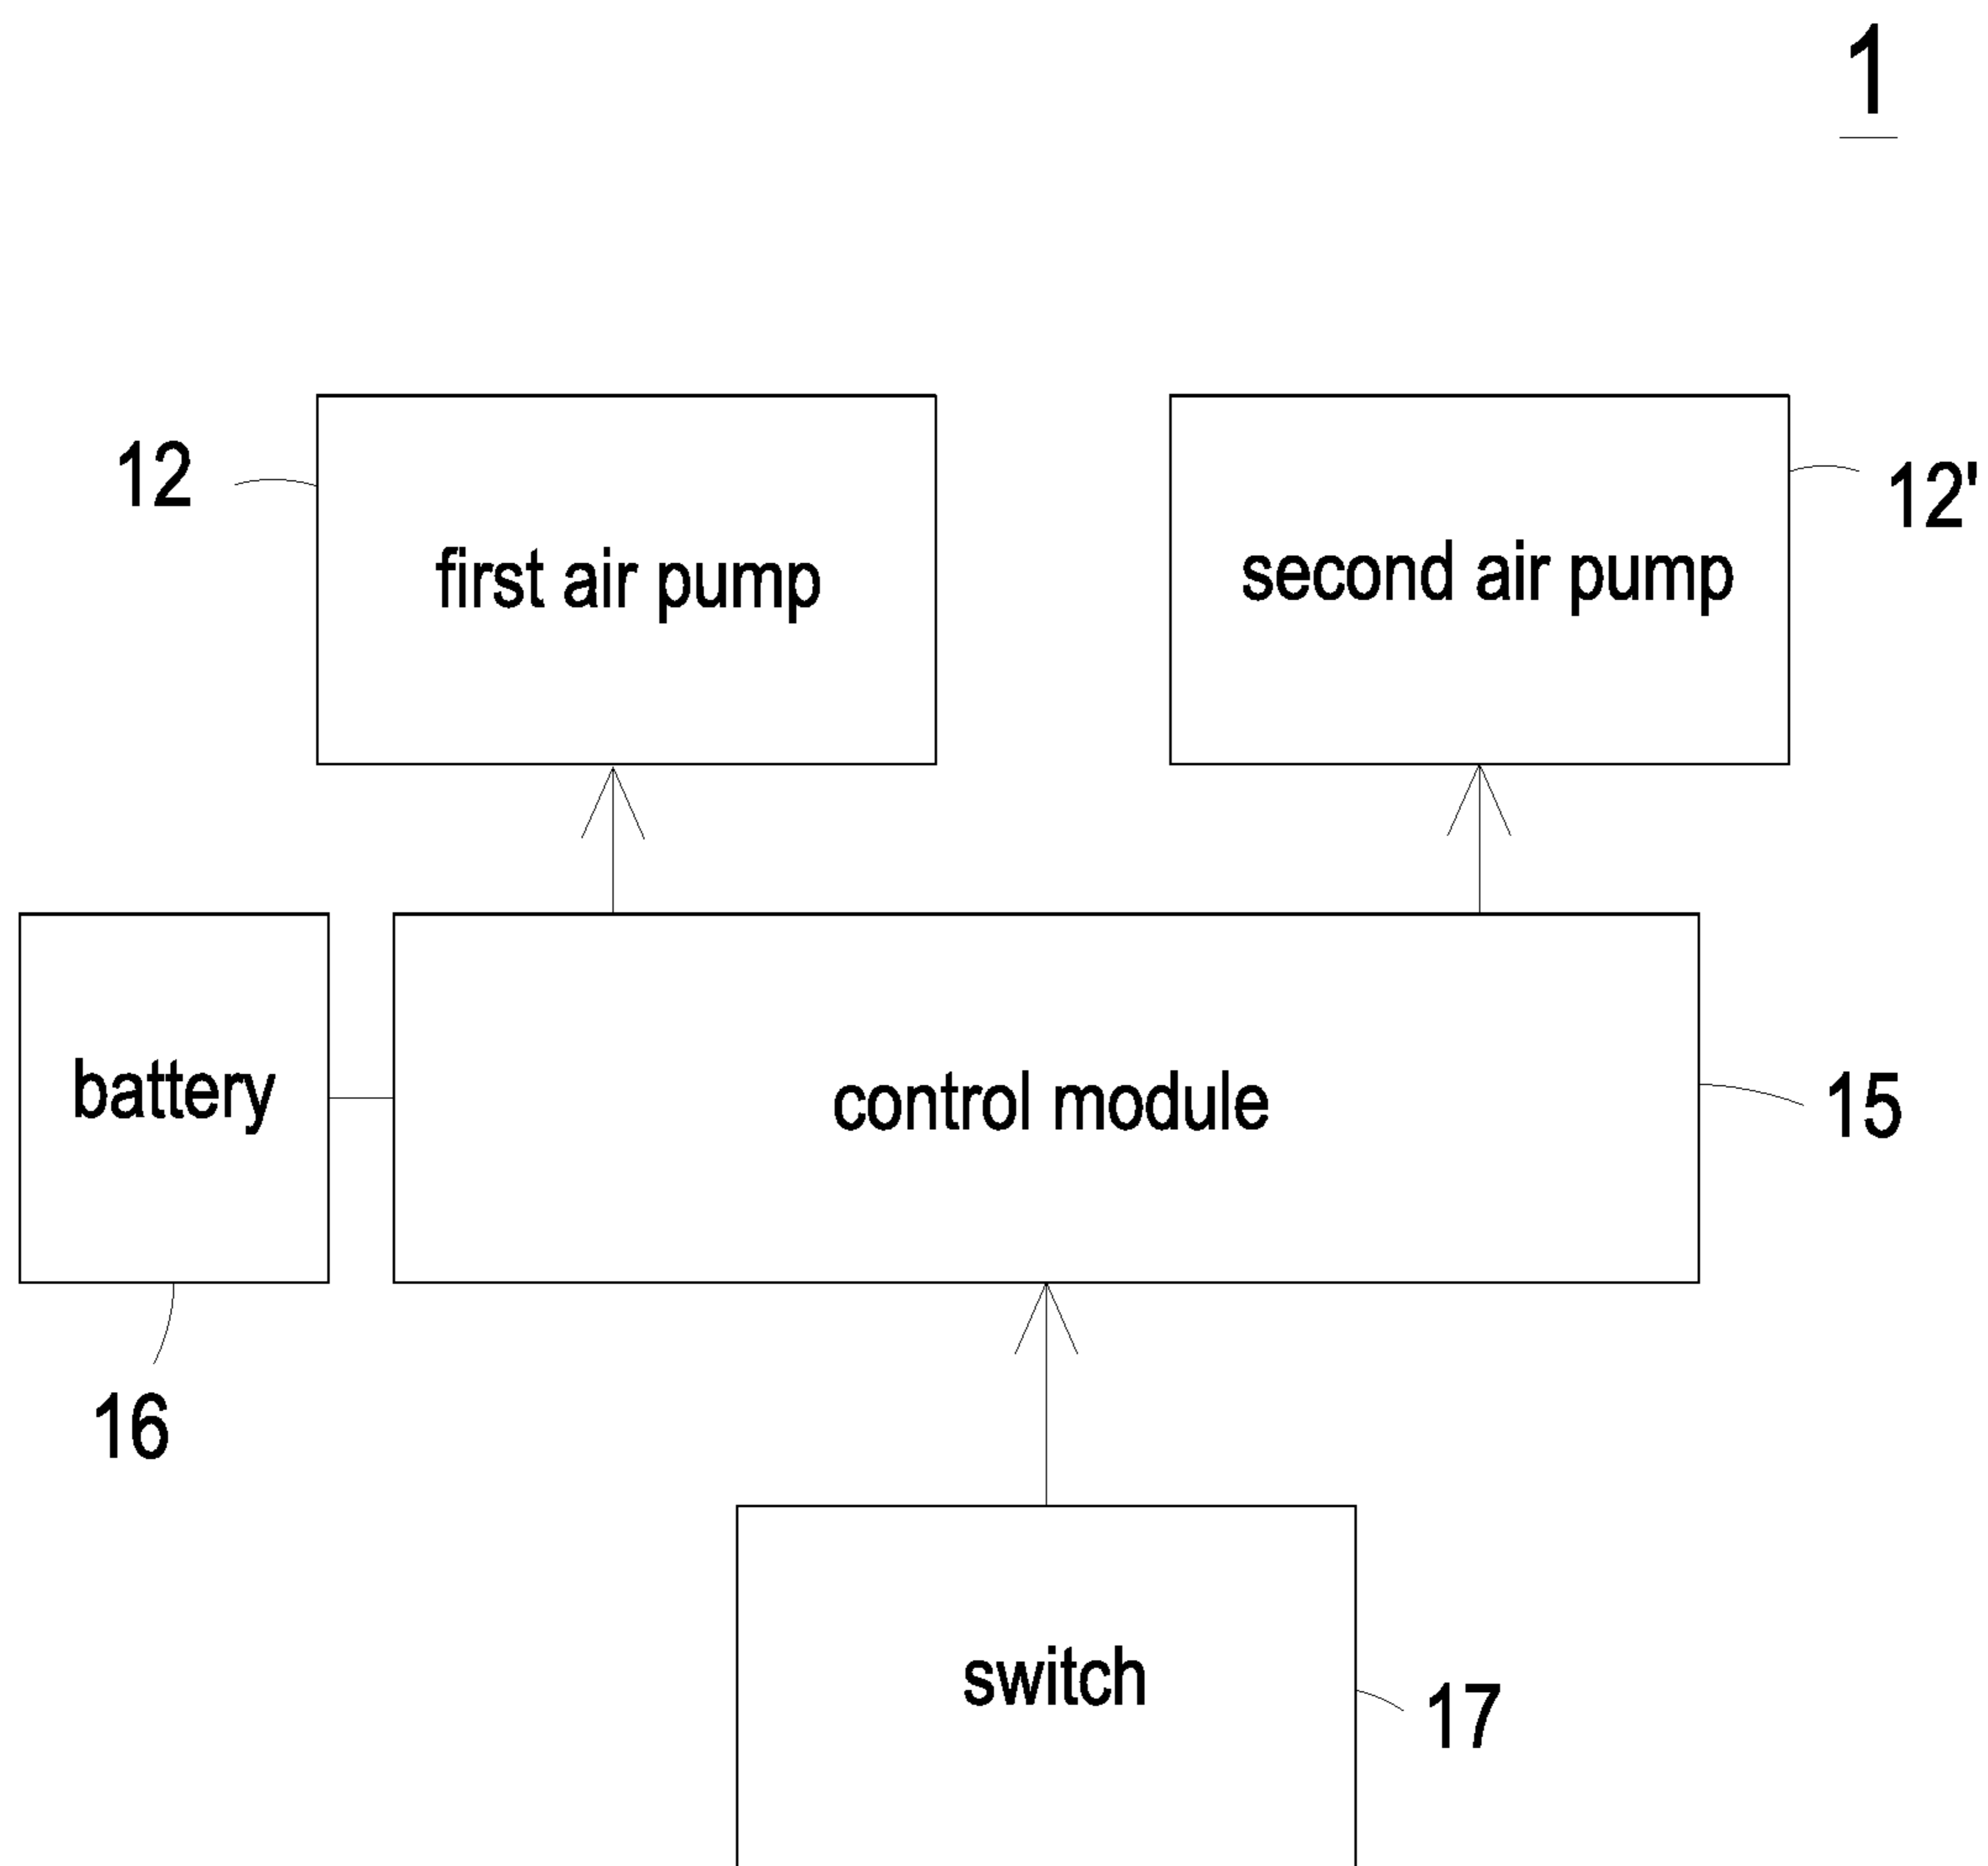 1
12
12'
first air pump
second air pump
battery
control module
15
16
switch
17